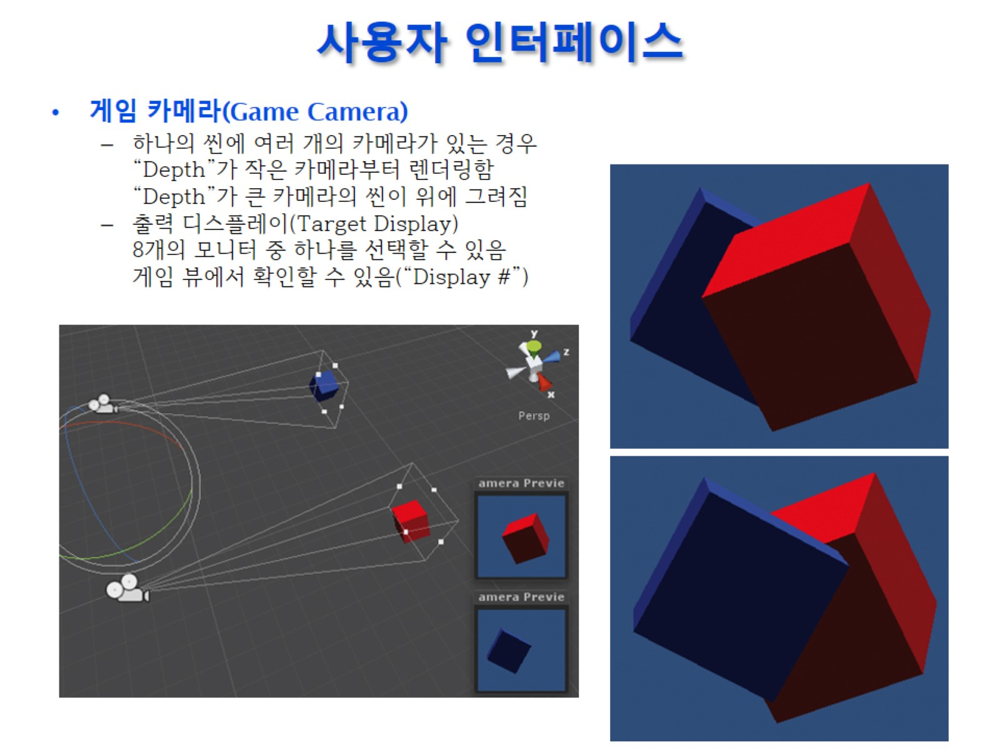 사용자 인터페이스
• 게임 카메라(Game Camera)
– 하나의 씬에 여러 개의 카메라가 있는 경우
“Depth”가 작은 카메라부터 렌더링함
“Depth”가 큰 카메라의 씬이 위에 그려짐
– 출력 디스플레이(Target Display)
8개의 모니터 중 하나를 선택할 수 있음
게임 뷰에서 확인할 수 있음(“Display #”)
y
z
x
Persp
amera Previe
amera Previe